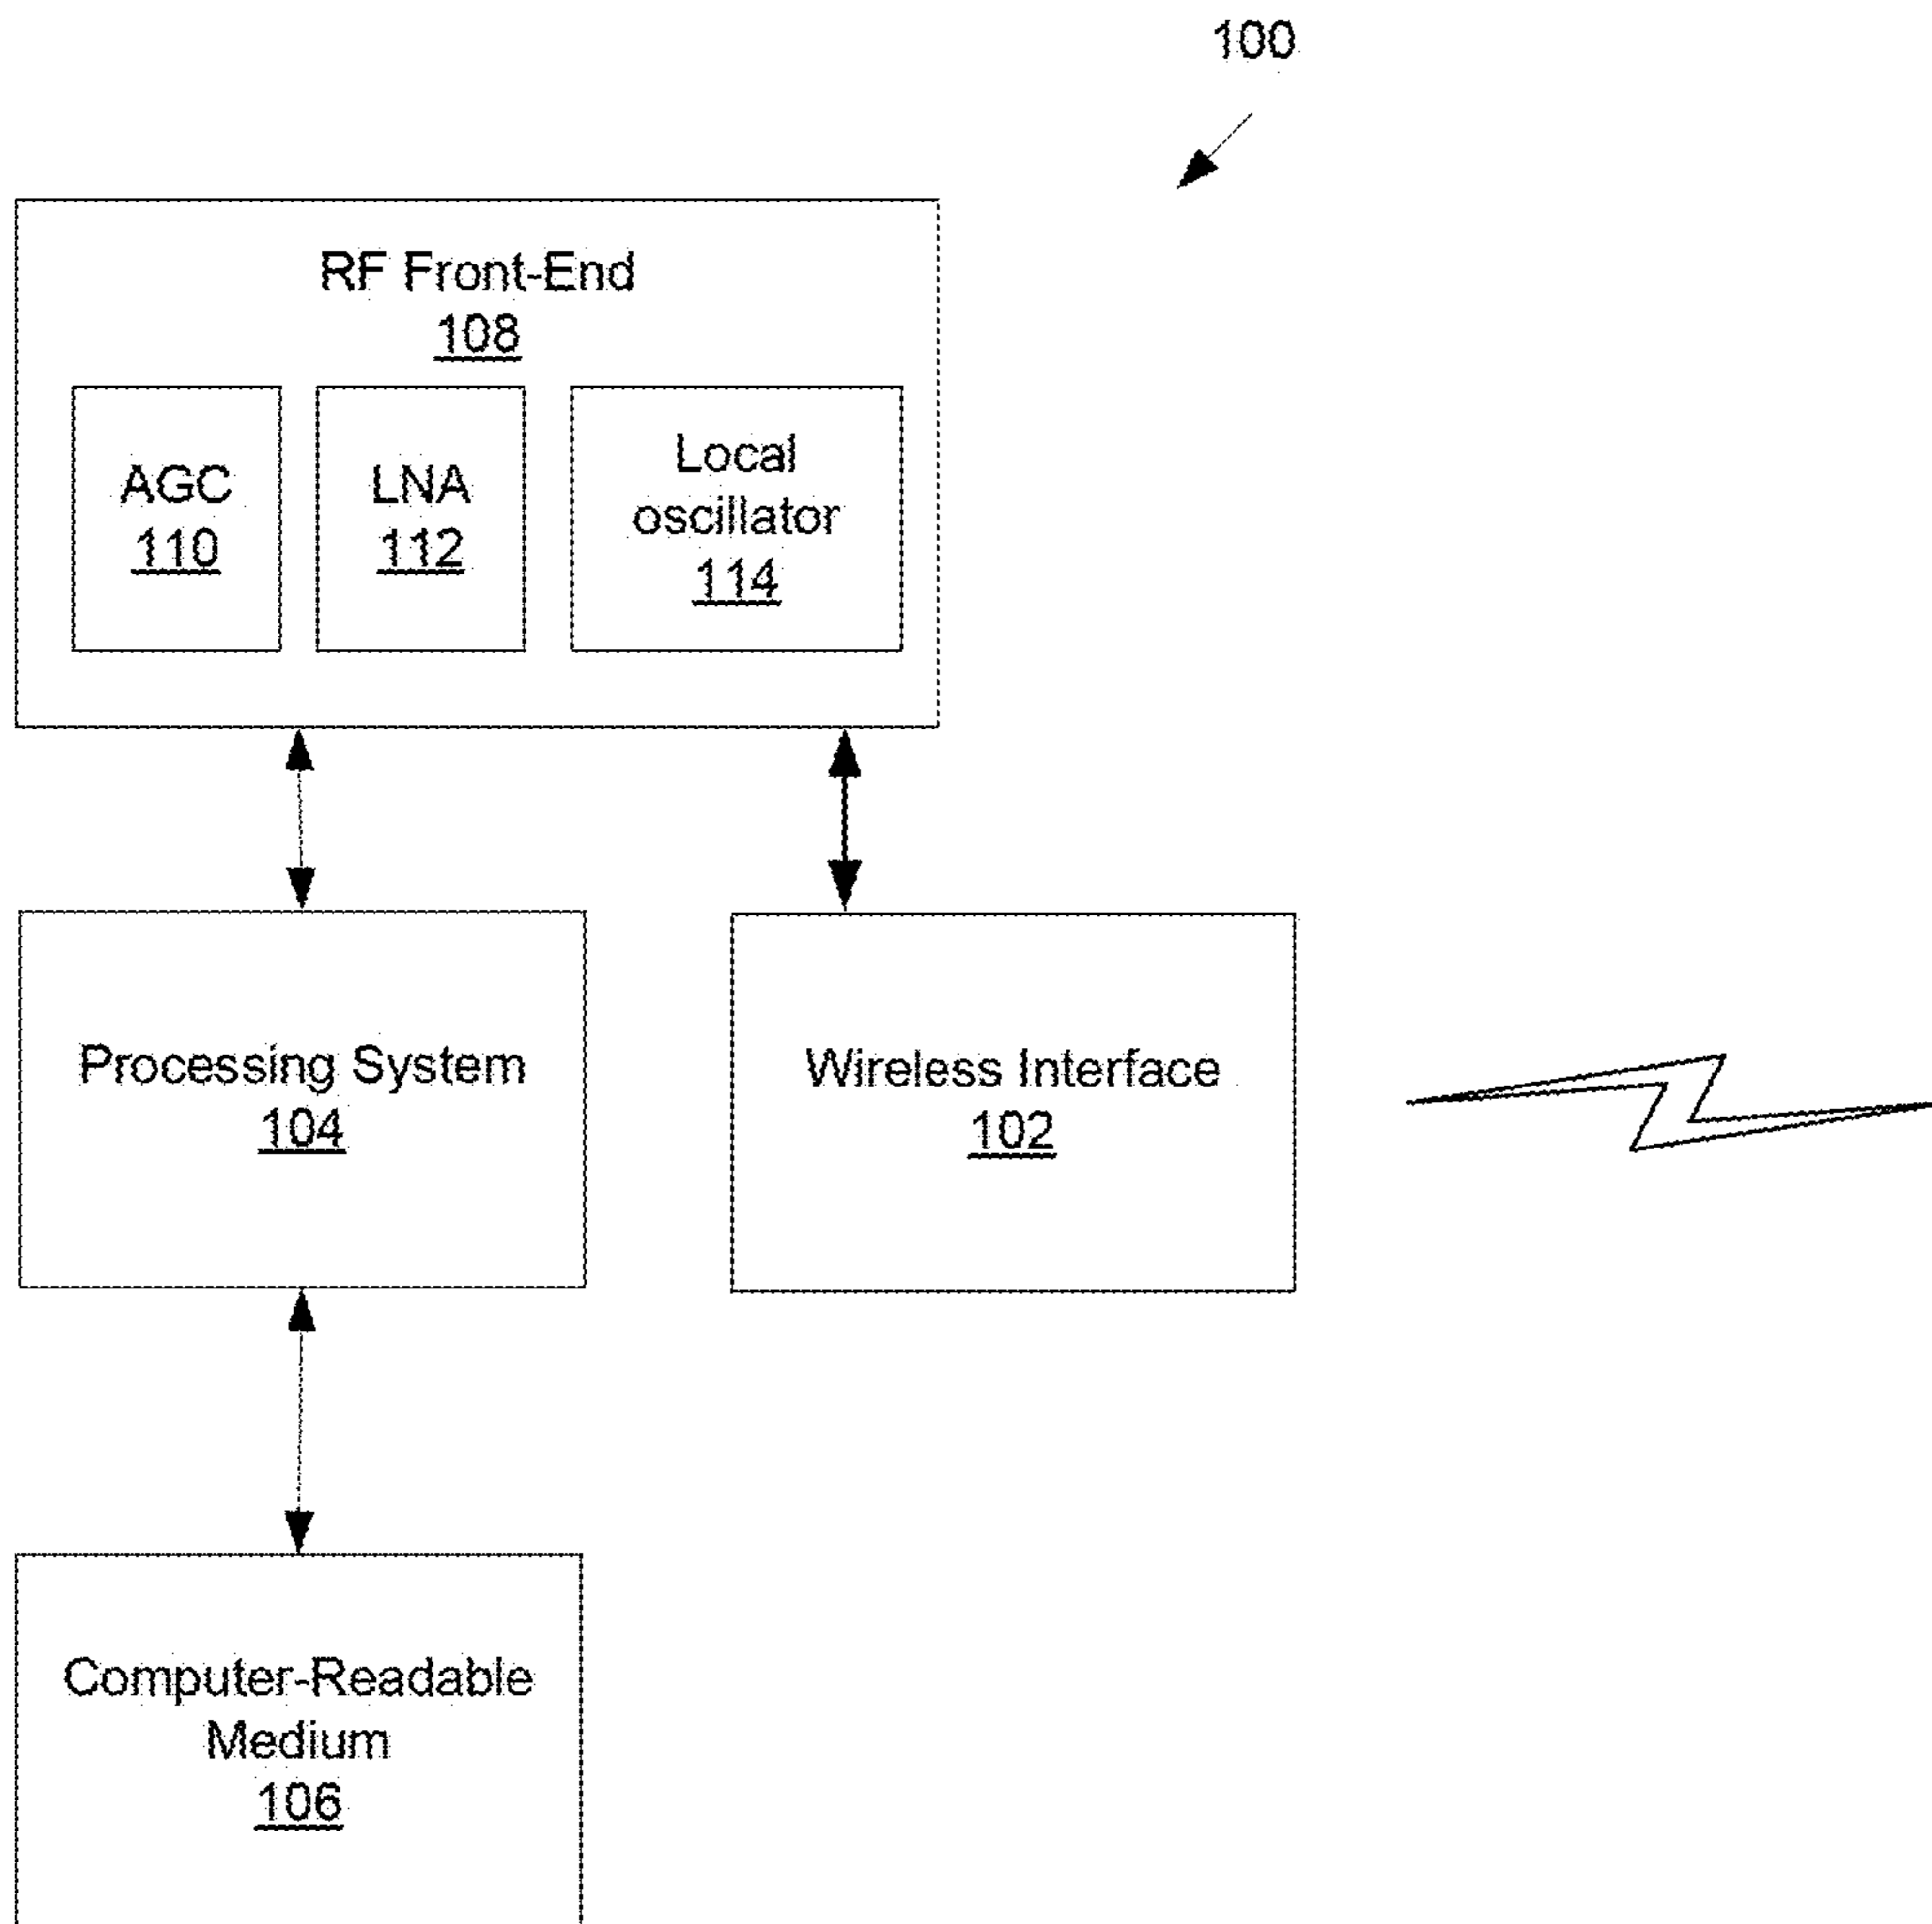 100
RF Front-End
108
AGC
110
LNA
112
Local
oscillator
114
Processing System
104
Wireless Interface
102
Computer-Readable
Medium
106